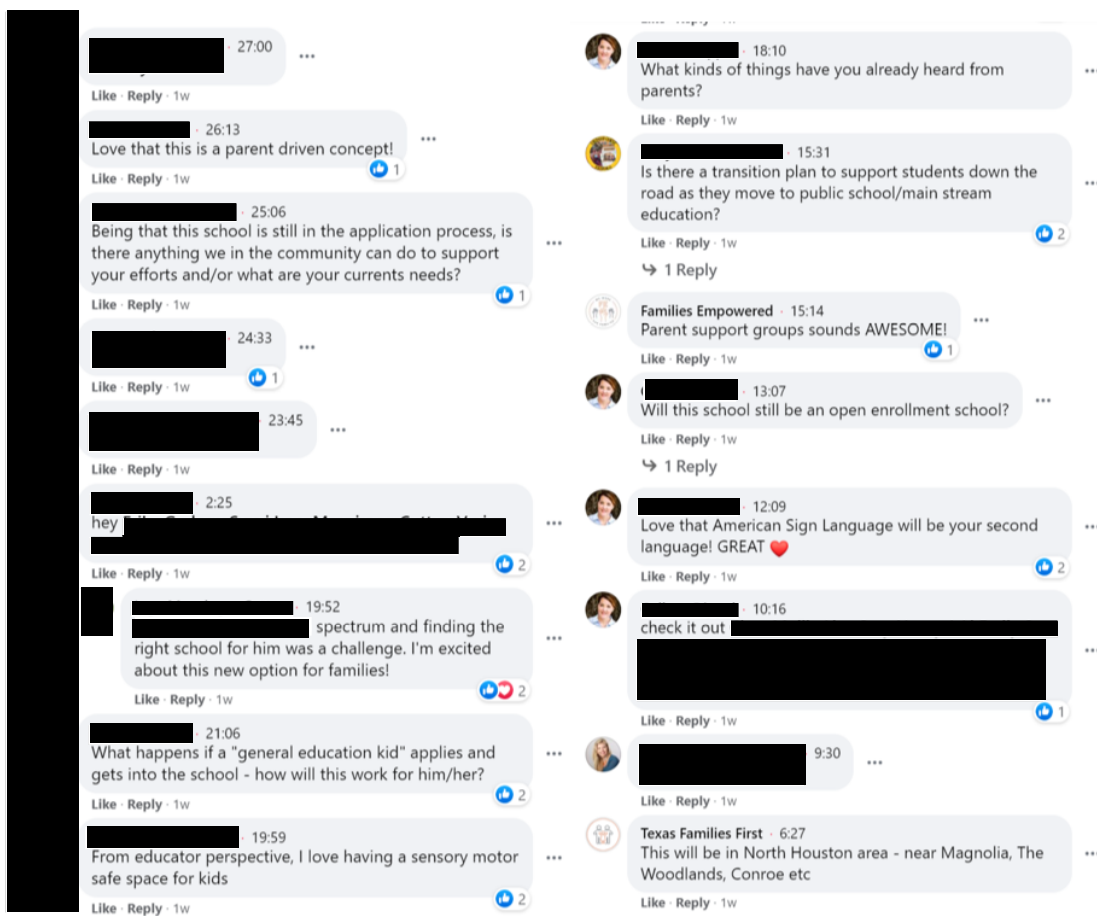 · 27:00
Like · Reply · 1w
· 26:13
Love that this is a parent driven concept!
1
Like · Reply · 1w
· 25:06
Being that this school is still in the application process, is
there anything we in the community can do to support
your efforts and/or what are your currents needs?
1
Like · Reply · 1w
24:33
1
Like · Reply · 1w
23:45
Like · Reply · 1w
· 2:25
hey
2
Like · Reply · 1w
· 19:52
spectrum and finding the
right school for him was a challenge. I'm excited
about this new option for families!
2
Like · Reply · 1w
· 21:06
What happens if a "general education kid" applies and
gets into the school - how will this work for him/her?
2
Like · Reply · 1w
· 19:59
From educator perspective, I love having a sensory motor
safe space for kids
2
Like · Reply · 1w
· 18:10
What kinds of things have you already heard from
parents?
Like · Reply · 1w
· 15:31
Is there a transition plan to support students down the
road as they move to public school/main stream
education?
2
Like · Reply · 1w
1 Reply
Families Empowered · 15:14
Parent support groups sounds AWESOME!
1
Like · Reply · 1w
· 13:07
Will this school still be an open enrollment school?
Like · Reply · 1w
1 Reply
· 12:09
Love that American Sign Language will be your second
language! GREAT ❤️
2
Like · Reply · 1w
· 10:16
check it out
1
Like · Reply · 1w
9:30
Like · Reply · 1w
Texas Families First · 6:27
This will be in North Houston area - near Magnolia, The
Woodlands, Conroe etc
Like · Reply · 1w